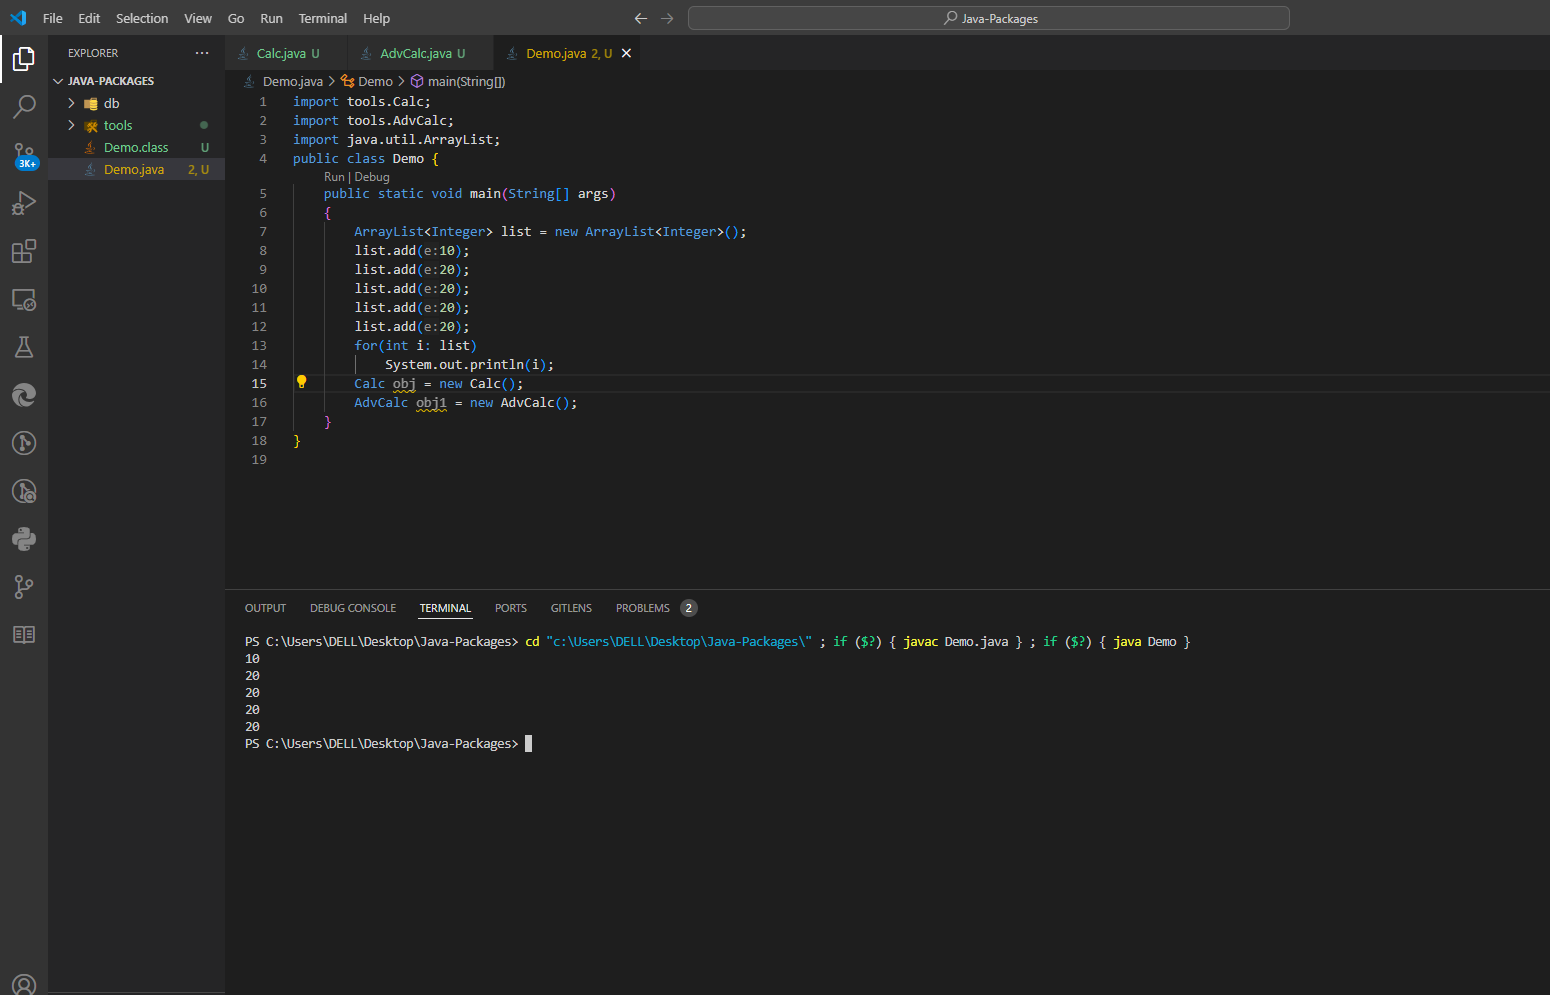 File Edit Selection View Go Run Terminal Help
Java-Packages
EXPLORER
Calc.java U
AdvCalc.java U
Demo.java 2, U
JAVA-PACKAGES
db
tools
Demo.class U
Demo.java 2, U
3K+
Demo.java > Demo > main(String[])
1 import tools.Calc;
2 import tools.AdvCalc;
3 import java.util.ArrayList;
4 public class Demo {
Run | Debug
5 public static void main(String[] args)
6 {
7 ArrayList<Integer> list = new ArrayList<Integer>();
8 list.add(e:10);
9 list.add(e:20);
10 list.add(e:20);
11 list.add(e:20);
12 list.add(e:20);
13 for(int i: list)
14 System.out.println(i);
15 Calc obj = new Calc();
16 AdvCalc obj1 = new AdvCalc();
17 }
18 }
19
OUTPUT DEBUG CONSOLE TERMINAL PORTS GITLENS PROBLEMS 2
PS C:\Users\DELL\Desktop\Java-Packages> cd "c:\Users\DELL\Desktop\Java-Packages\" ; if ($?) { javac Demo.java } ; if ($?) { java Demo }
10
20
20
20
20
PS C:\Users\DELL\Desktop\Java-Packages>